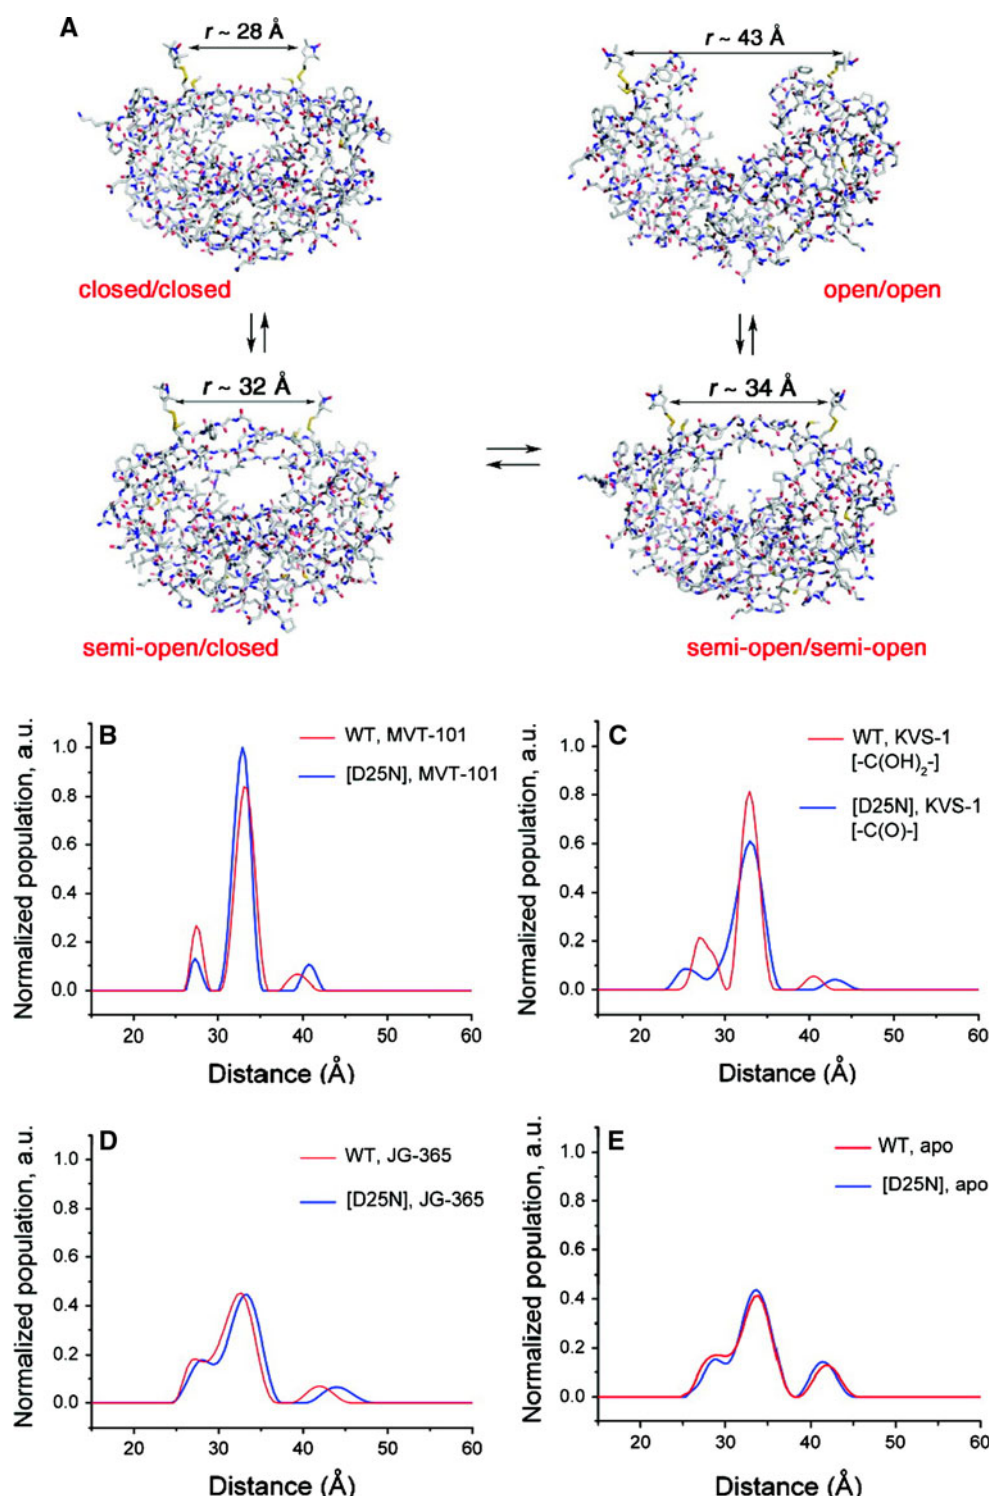 A
r ~ 28 Å
r ~ 43 Å
closed/closed
open/open
r ~ 32 Å
r ~ 34 Å
semi-open/closed
semi-open/semi-open
B
WT, MVT-101
[D25N], MVT-101
Normalized population, a.u.
1.0
0.8
0.6
0.4
0.2
0.0
20 30 40 50 60
Distance (Å)
C
WT, KVS-1
[-C(OH)₂-]
[D25N], KVS-1
[-C(O)-]
Normalized population, a.u.
1.0
0.8
0.6
0.4
0.2
0.0
20 30 40 50 60
Distance (Å)
D
WT, JG-365
[D25N], JG-365
Normalized population, a.u.
1.0
0.8
0.6
0.4
0.2
0.0
20 30 40 50 60
Distance (Å)
E
WT, apo
[D25N], apo
Normalized population, a.u.
1.0
0.8
0.6
0.4
0.2
0.0
20 30 40 50 60
Distance (Å)